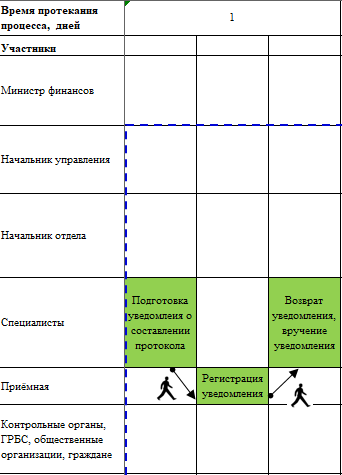 Время протекания
процесса, дней
1
Участники
Министр финансов
Начальник управления
Начальник отдела
Специалисты
Подготовка
уведомлеия о
составлении
протокола
Возврат
уведомления,
вручение
уведомления
Приёмная
Регистрация
уведомления
Контрольные органы,
ГРБС, общественные
организации, граждане